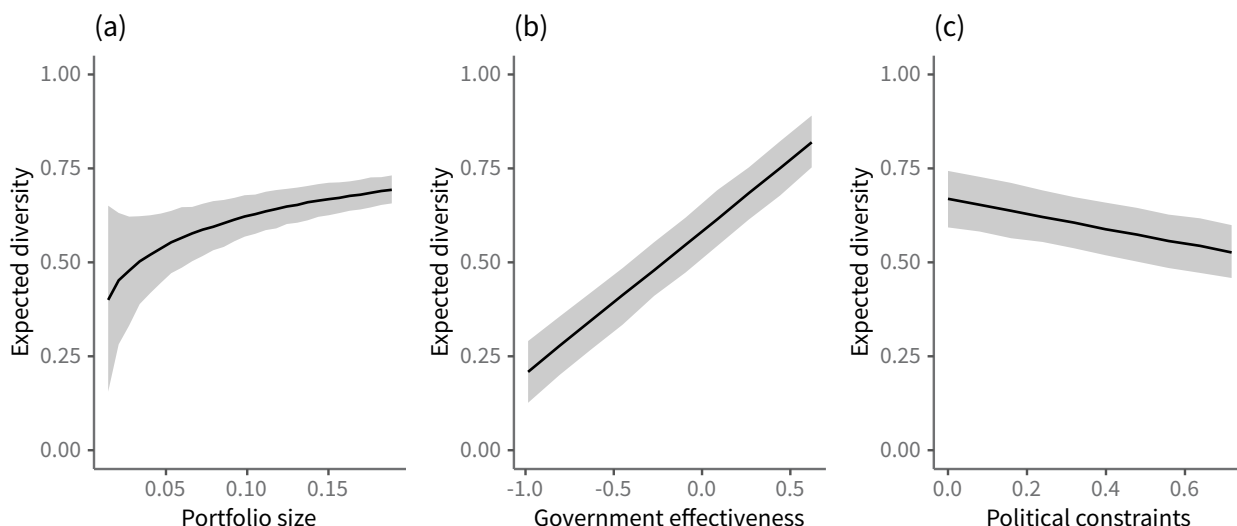 (a)
1.00
0.75
0.50
0.25
0.00
Expected diversity
0.05 0.10 0.15
Portfolio size
(b)
1.00
0.75
0.50
0.25
0.00
Expected diversity
-1.0 -0.5 0.0 0.5
Government effectiveness
(c)
1.00
0.75
0.50
0.25
0.00
Expected diversity
0.0 0.2 0.4 0.6
Political constraints